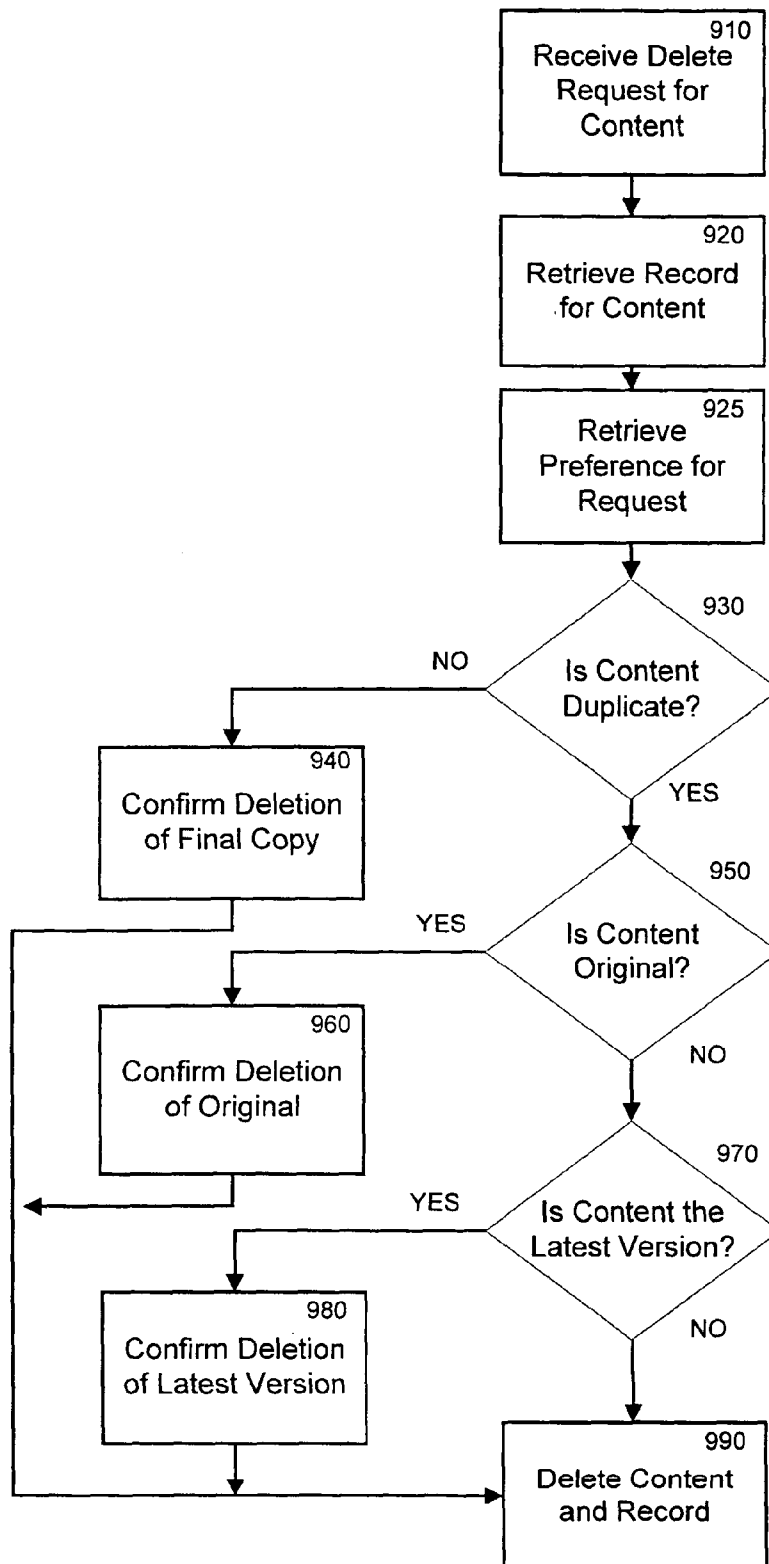 910
Receive Delete
Request for
Content
920
Retrieve Record
for Content
925
Retrieve
Preference for
Request
930
Is Content
Duplicate?
NO
YES
940
Confirm Deletion
of Final Copy
950
Is Content
Original?
YES
NO
960
Confirm Deletion
of Original
970
Is Content the
Latest Version?
YES
NO
980
Confirm Deletion
of Latest Version
990
Delete Content
and Record